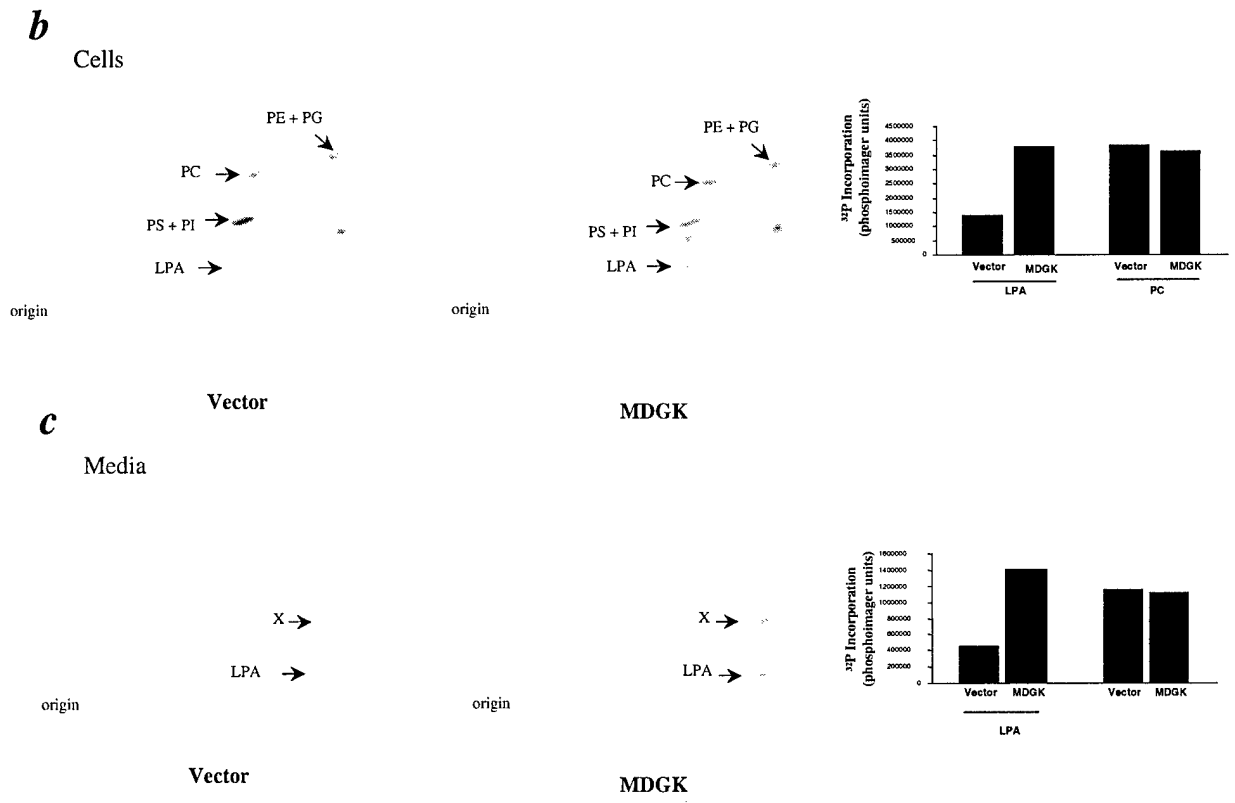 b
Cells
PE + PG
PC
PS + PI
LPA
origin
Vector
PE + PG
PC
PS + PI
LPA
origin
MDGK
³²P Incorporation
(phosphoimager units)
4500000
4000000
3500000
3000000
2500000
2000000
1500000
1000000
500000
0
Vector MDGK Vector MDGK
LPA PC
c
Media
X
LPA
origin
Vector
X
LPA
origin
MDGK
³²P Incorporation
(phosphoimager units)
1600000
1400000
1200000
1000000
800000
600000
400000
200000
0
Vector MDGK Vector MDGK
LPA